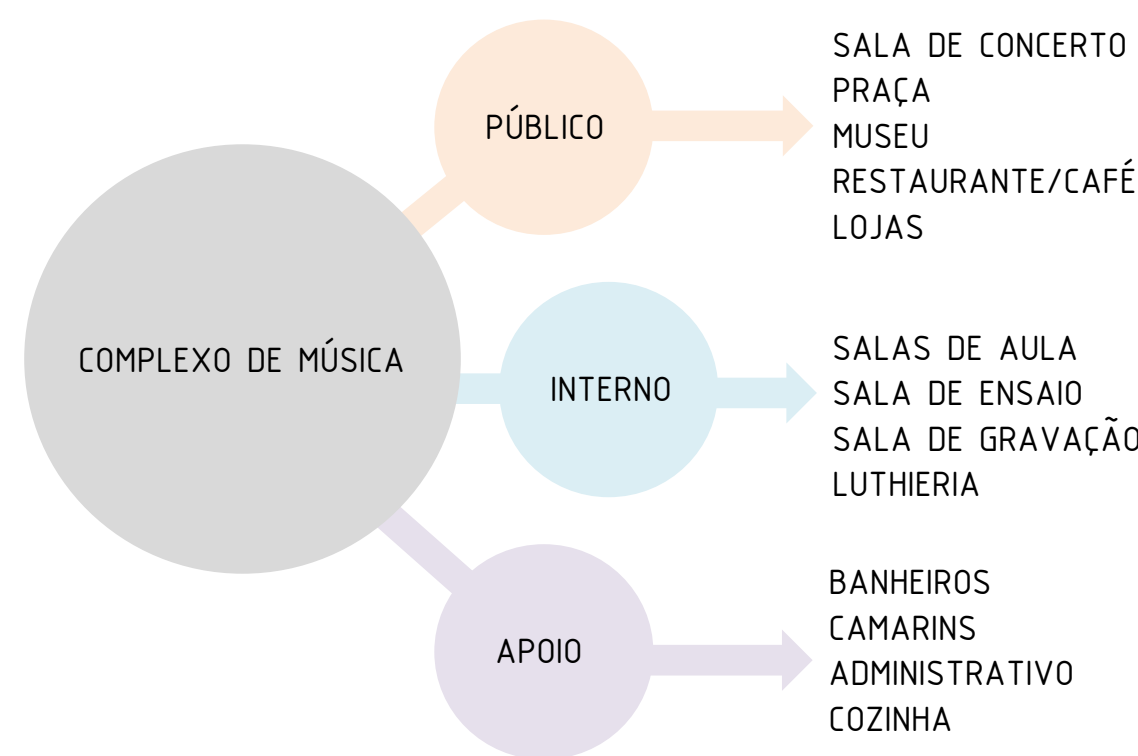 COMPLEXO DE MÚSICA
PÚBLICO
SALA DE CONCERTO
PRAÇA
MUSEU
RESTAURANTE/CAFÉ
LOJAS
INTERNO
SALAS DE AULA
SALA DE ENSAIO
SALA DE GRAVAÇÃO
LUTHIERIA
APOIO
BANHEIROS
CAMARINS
ADMINISTRATIVO
COZINHA